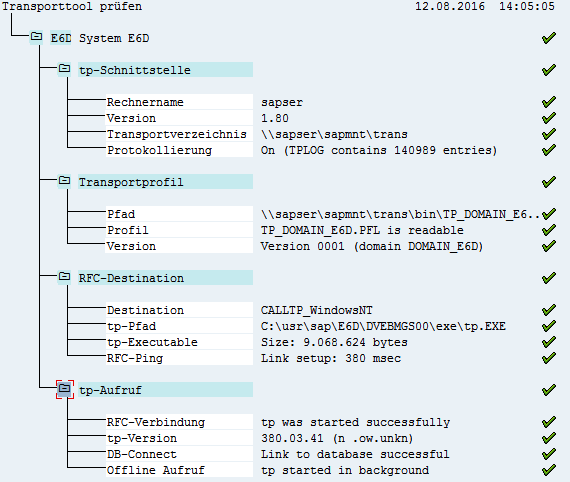 Transporttool prüfen 12.08.2016 14:05:05
E6D System E6D
tp-Schnittstelle
Rechnername sapser
Version 1.80
Transportverzeichnis \\sapser\sapmnt\trans
Protokollierung On (TPLOG contains 140989 entries)
Transportprofil
Pfad \\sapser\sapmnt\trans\bin\TP_DOMAIN_E6..
Profil TP_DOMAIN_E6D.PFL is readable
Version Version 0001 (domain DOMAIN_E6D)
RFC-Destination
Destination CALLTP_WindowsNT
tp-Pfad C:\usr\sap\E6D\DVEBMGS00\exe\tp.EXE
tp-Executable Size: 9.068.624 bytes
RFC-Ping Link setup: 380 msec
tp-Aufruf
RFC-Verbindung tp was started successfully
tp-Version 380.03.41 (n .ow.unkn)
DB-Connect Link to database successful
Offline Aufruf tp started in background